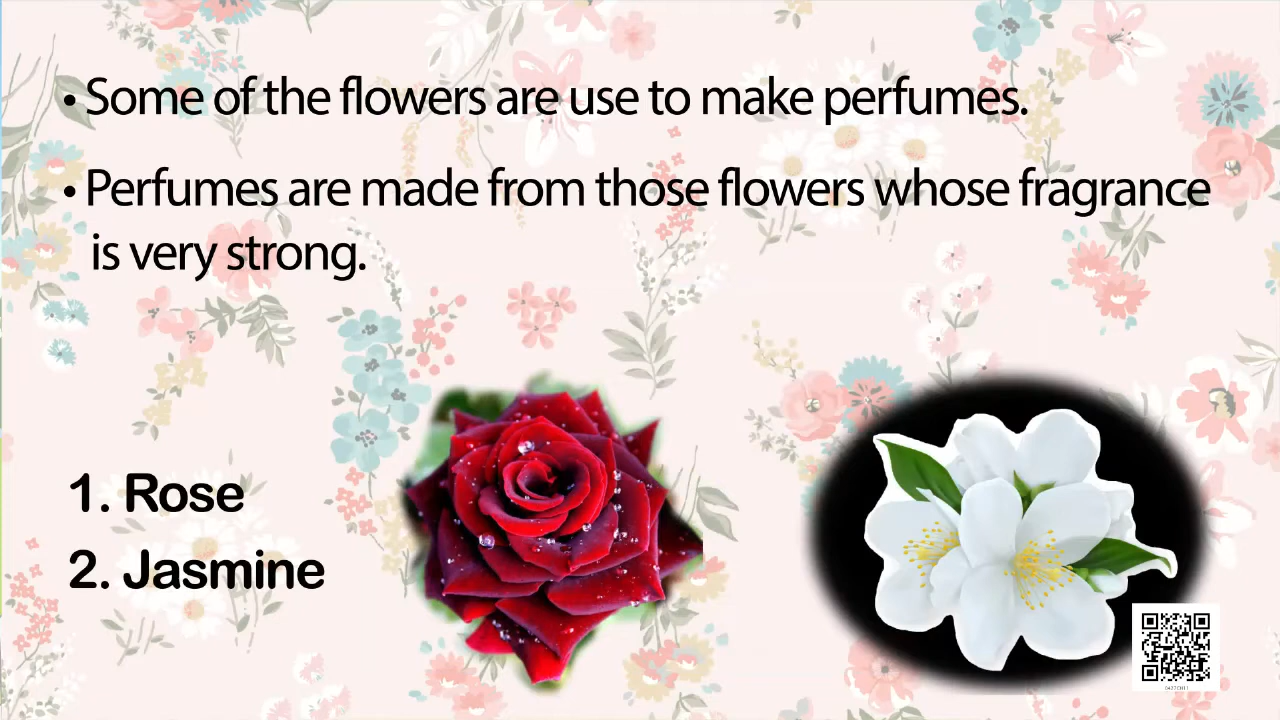 • Some of the flowers are use to make perfumes.
• Perfumes are made from those flowers whose fragrance
is very strong.
1. Rose
2. Jasmine